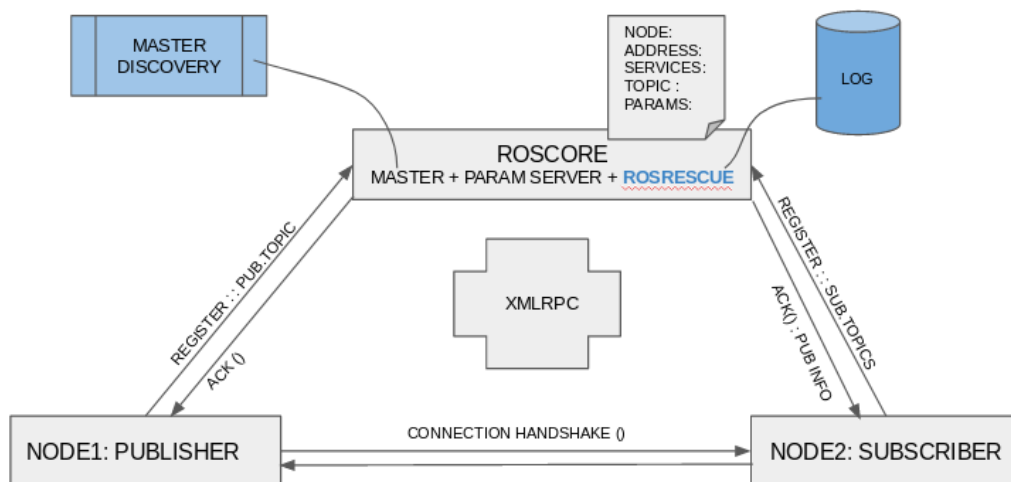 MASTER
DISCOVERY
NODE:
ADDRESS:
SERVICES:
TOPIC :
PARAMS:
LOG
ROSCORE
MASTER + PARAM SERVER + ROSRESCUE
REGISTER : : PUB.TOPIC
ACK ()
XMLRPC
REGISTER : : SUB.TOPICS
ACK() : PUB INFO
NODE1: PUBLISHER
CONNECTION HANDSHAKE ()
NODE2: SUBSCRIBER